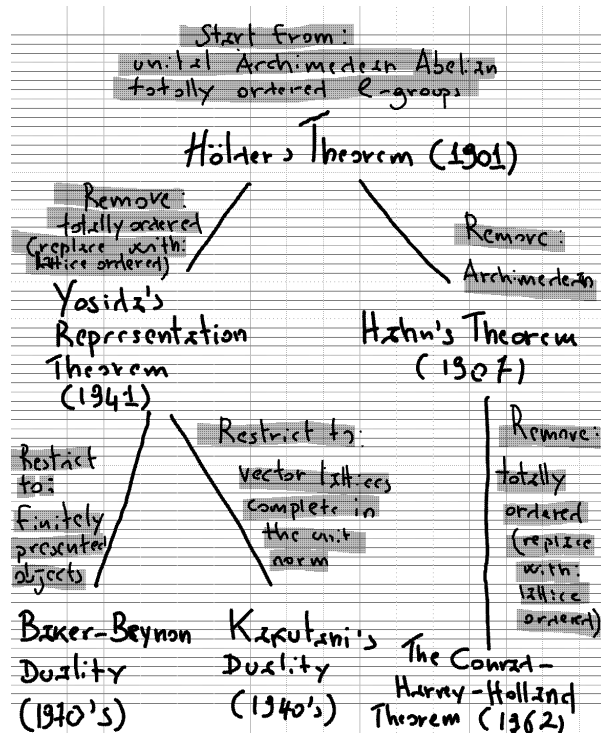 Start from:
unital Archimedean Abelian
totally ordered ℓ-groups
Hölder's Theorem (1901)
Remove:
totally ordered
(replace with:
lattice ordered)
Remove:
Archimedean
Yosida's
Representation
Theorem
(1941)
Hahn's Theorem
(1907)
Restrict
to:
finitely
presented
objects
Restrict to:
vector lattices
complete in
the unit
norm
Remove:
totally
ordered
(replace
with:
lattice
ordered)
Baker-Beynon
Duality
(1970's)
Kakutani's
Duality
(1940's)
The Conrad-
Harvey-Holland
Theorem (1962)